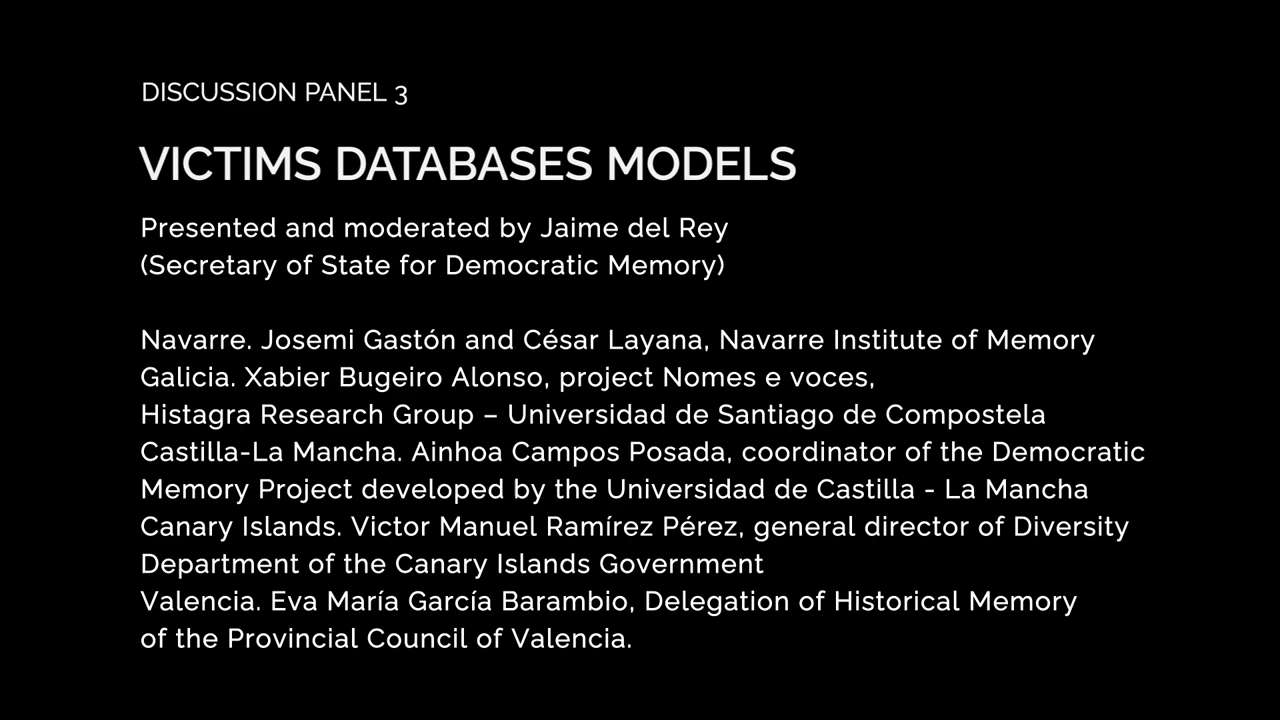 DISCUSSION PANEL 3
VICTIMS DATABASES MODELS
Presented and moderated by Jaime del Rey
(Secretary of State for Democratic Memory)
Navarre. Josemi Gastón and César Layana, Navarre Institute of Memory
Galicia. Xabier Bugeiro Alonso, project Nomes e voces,
Histagra Research Group – Universidad de Santiago de Compostela
Castilla-La Mancha. Ainhoa Campos Posada, coordinator of the Democratic
Memory Project developed by the Universidad de Castilla - La Mancha
Canary Islands. Victor Manuel Ramírez Pérez, general director of Diversity
Department of the Canary Islands Government
Valencia. Eva María García Barambio, Delegation of Historical Memory
of the Provincial Council of Valencia.